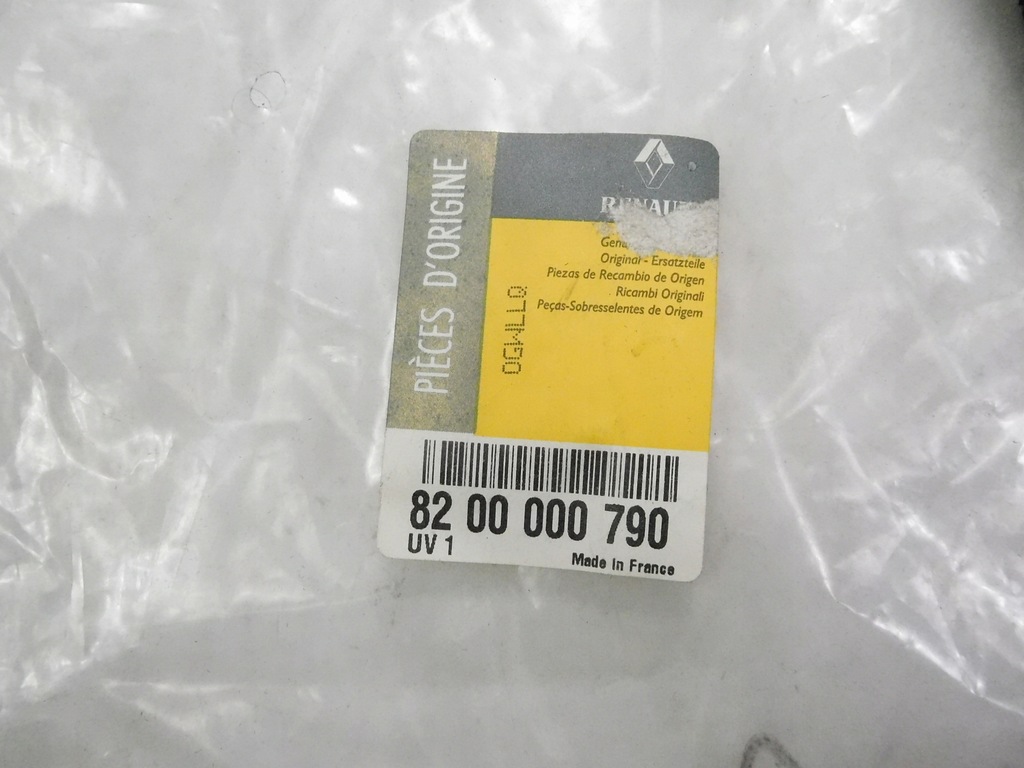 PIÈCES D'ORIGINE
Original - Ersatzteile
Piezas de Recambio de Origen
Ricambi Originali
Peças-Sobresselentes de Origem
82 00 000 790
UV 1
Made In France